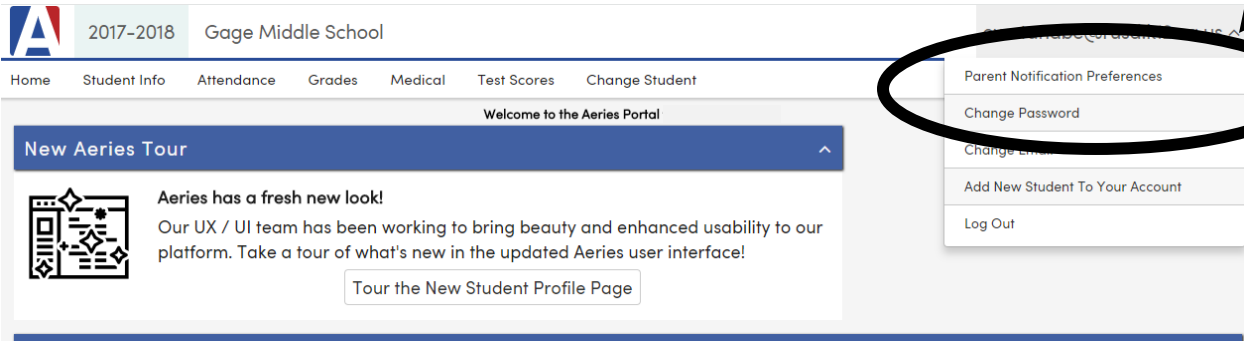 A 2017-2018 Gage Middle School
Home Student Info Attendance Grades Medical Test Scores Change Student
Parent Notification Preferences
Welcome to the Aeries Portal
Change Password
New Aeries Tour
Change Email
Aeries has a fresh new look!
Add New Student To Your Account
Our UX / UI team has been working to bring beauty and enhanced usability to our
Log Out
platform. Take a tour of what's new in the updated Aeries user interface!
Tour the New Student Profile Page